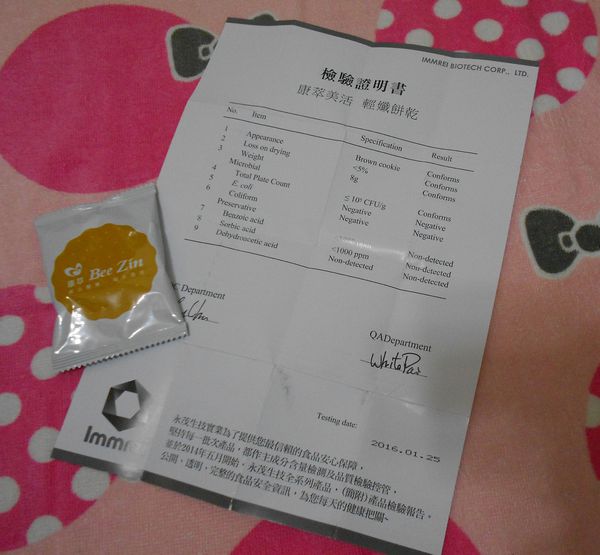 IMMREI BIOTECH CORP., LTD.
檢驗證明書
康萃美活 輕孅餅乾
No. Item Specification Result
1 Appearance Brown cookie Conforms
2 Loss on drying <5% Conforms
3 Weight 8g Conforms
Microbial
4 Total Plate Count ≤ 10⁵ CFU/g Conforms
5 E. coli Negative Negative
6 Coliform Negative Negative
Preservative
7 Benzoic acid Non-detected
8 Sorbic acid <1000 ppm Non-detected
9 Dehydroacetic acid Non-detected Non-detected
C Department
QADepartment
White Pai
Testing date:
2016.01.25
康萃
Bee Zin
Immrei
永茂生技實業為了提供您最信賴的食品安心保障，
堅持每一批次產品，都作主成分含量檢測及品質檢驗控管，
並於2014年五月開始，永茂生技全系列產品，(簡附)產品檢驗報告。
公開、透明、完整的食品安全資訊，為您每天的健康把關~